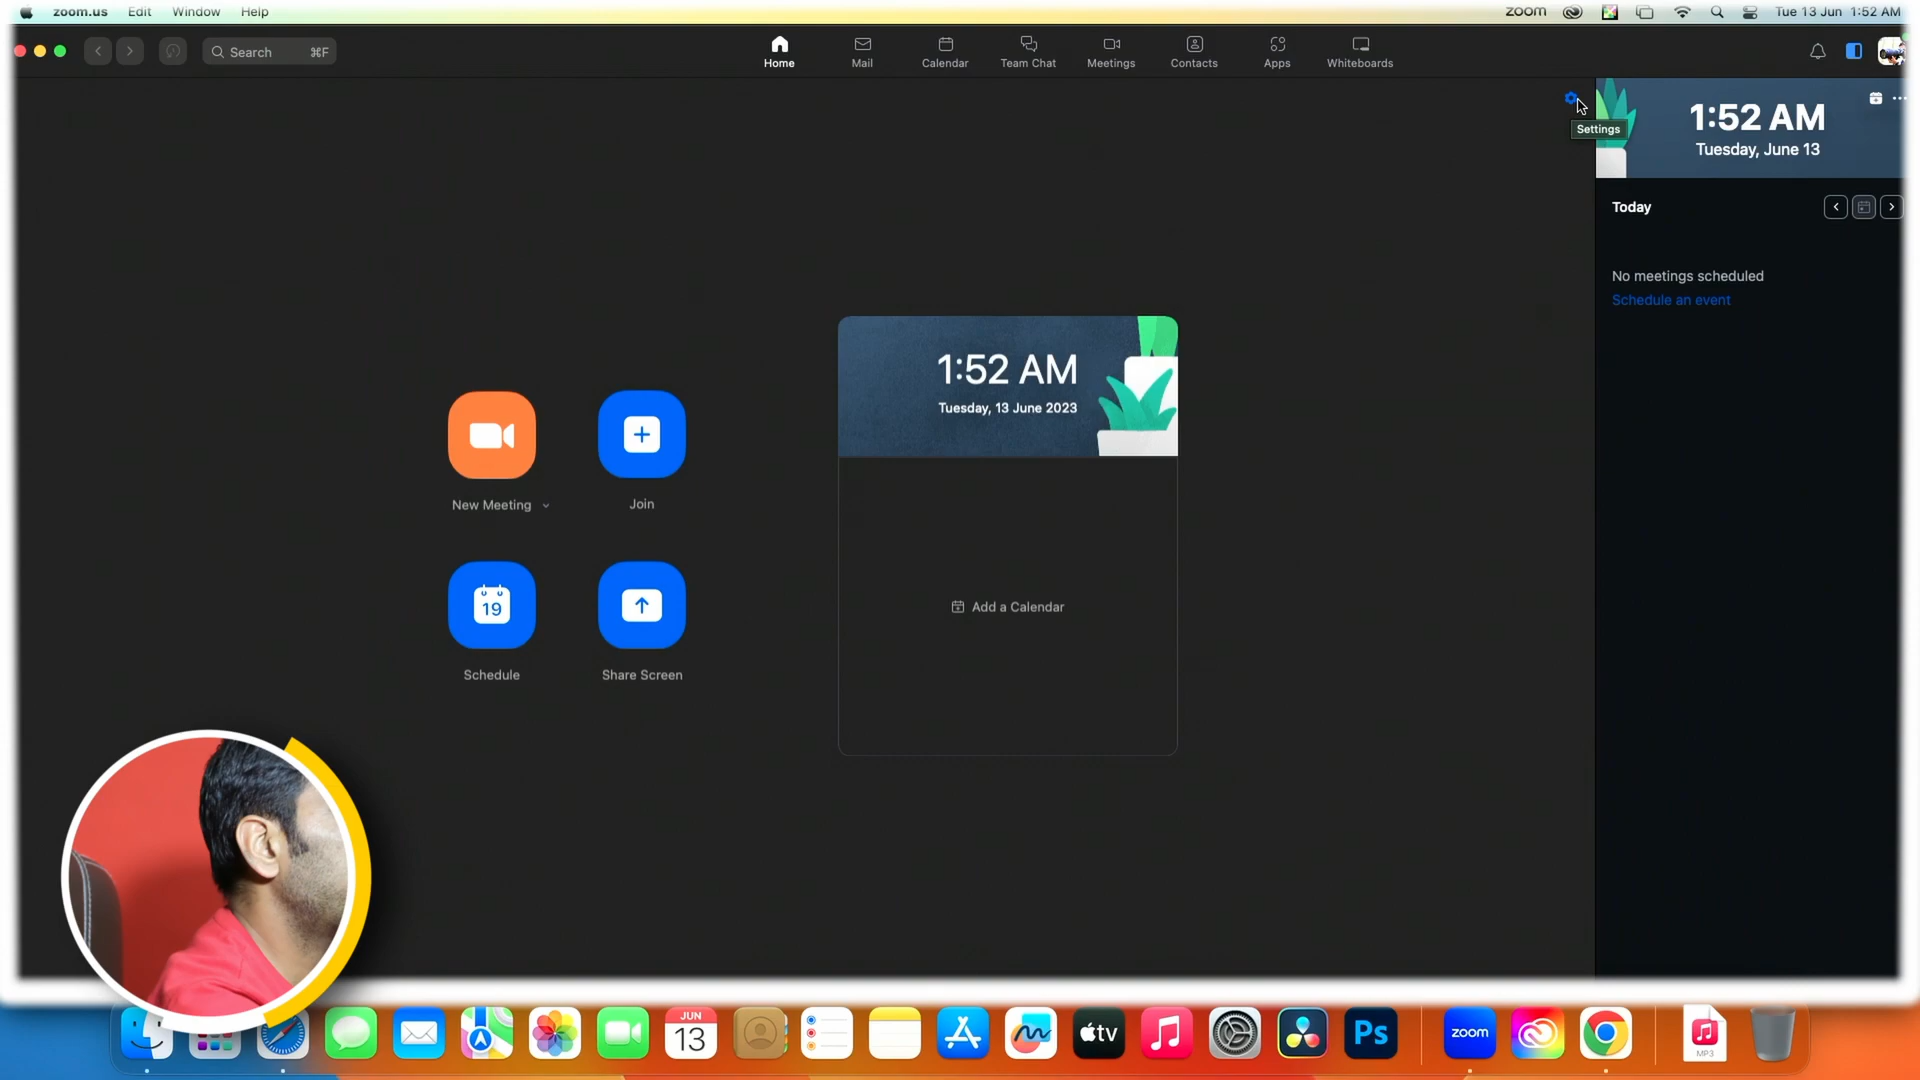 zoom.us Edit Window Help
zoom
Tue 13 Jun 1:52 AM
Search ⌘F
Home
Mail
Calendar
Team Chat
Meetings
Contacts
Apps
Whiteboards
Settings
1:52 AM
Tuesday, June 13
Today
No meetings scheduled
Schedule an event
1:52 AM
Tuesday, 13 June 2023
New Meeting
Join
19
Schedule
Share Screen
Add a Calendar
JUN
13
tv
Ps
zoom
MP3